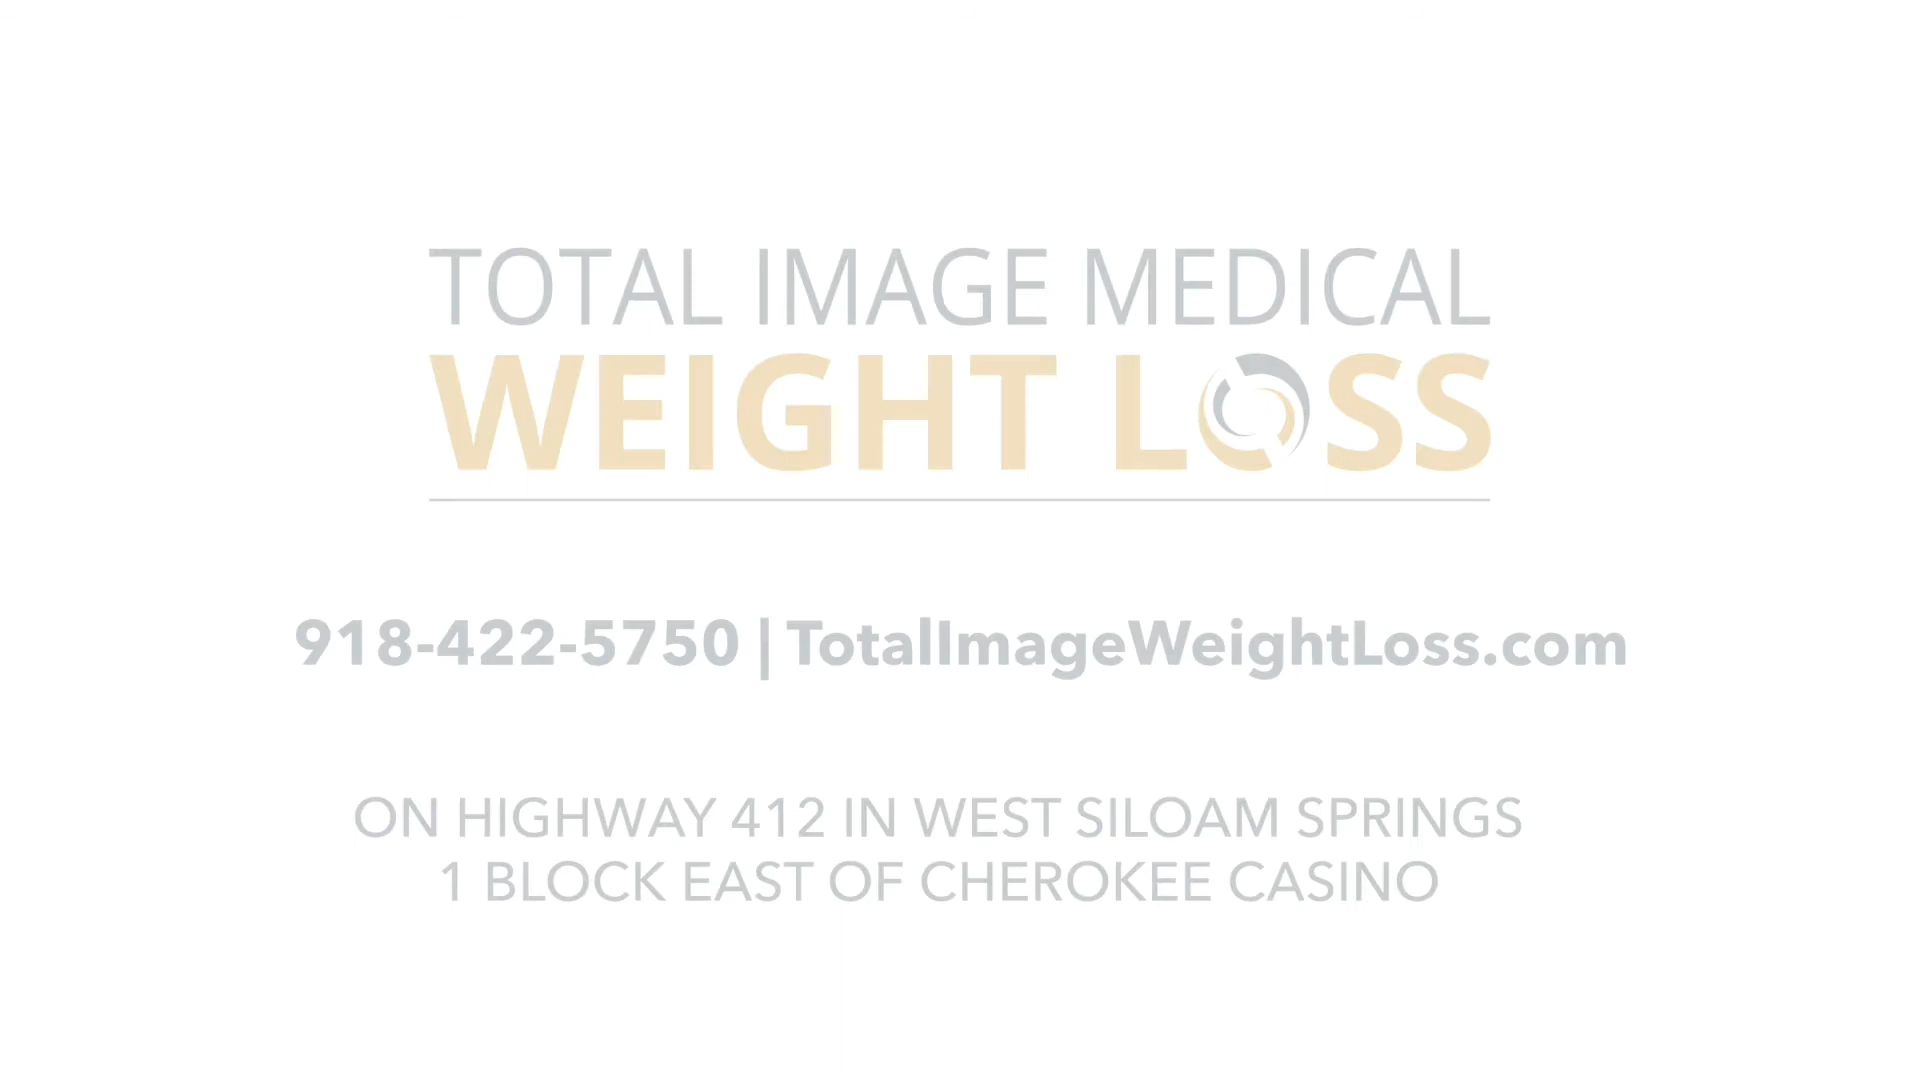 TOTAL IMAGE MEDICAL
WEIGHT LOSS
918-422-5750 | TotalImageWeightLoss.com
ON HIGHWAY 412 IN WEST SILOAM SPRINGS
1 BLOCK EAST OF CHEROKEE CASINO